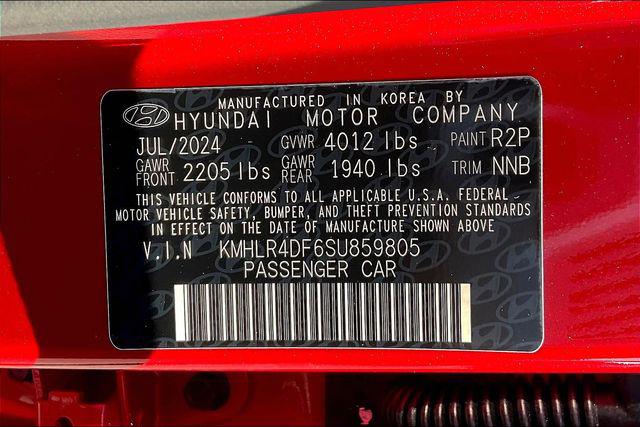 MANUFACTURED IN KOREA BY
HYUNDAI MOTOR COMPANY
JUL/2024 GVWR 4012 lbs PAINT R2P
GAWR FRONT 2205 lbs GAWR REAR 1940 lbs TRIM NNB
THIS VEHICLE CONFORMS TO ALL APPLICABLE U.S.A. FEDERAL
MOTOR VEHICLE SAFETY, BUMPER, AND THEFT PREVENTION STANDARDS
IN EFFECT ON THE DATE OF MANUFACTURE SHOWN ABOVE
V.I.N KMHLR4DF6SU859805
PASSENGER CAR